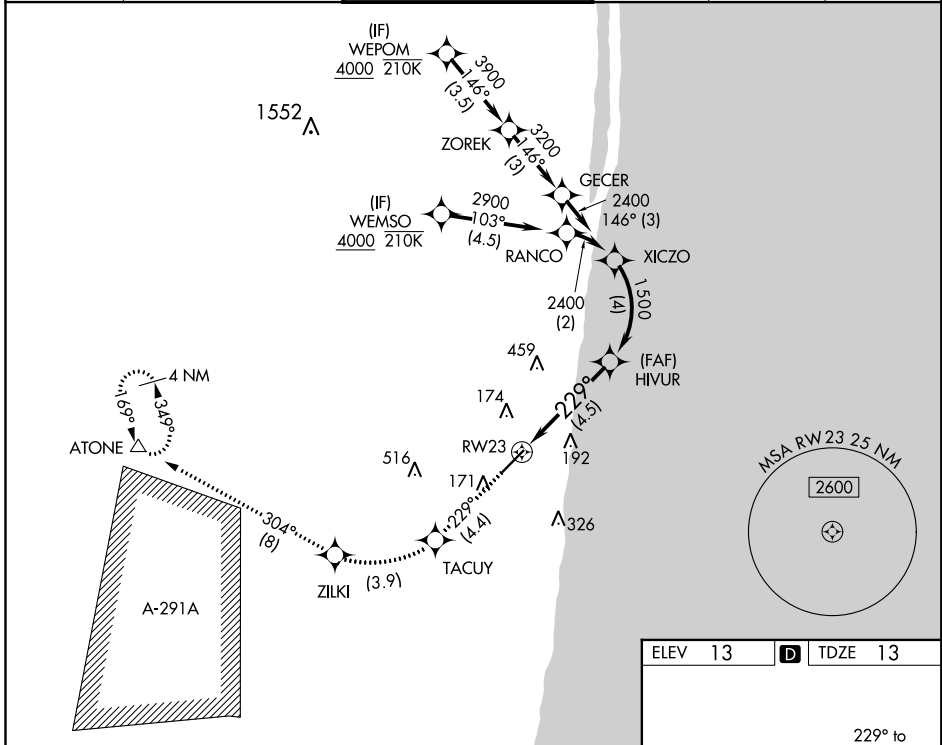 (IF)
WEPOM
4000 210K
3900
146°
(3.5)
1552
ZOREK
3200
146°
(3)
GECER
2400
146° (3)
(IF)
WEMSO
4000 210K
2900
103°
(4.5)
RANCO
XICZO
2400
(2)
1500
(4)
459
(FAF)
HIVUR
4 NM
169°
349°
174
229°
(4.5)
ATONE
RW23
192
516
171
MSA RW 23 25 NM
2600
229°
(4.4)
326
304°
(8)
TACUY
ZILKI
(3.9)
A-291A
ELEV 13 D TDZE 13
229° to